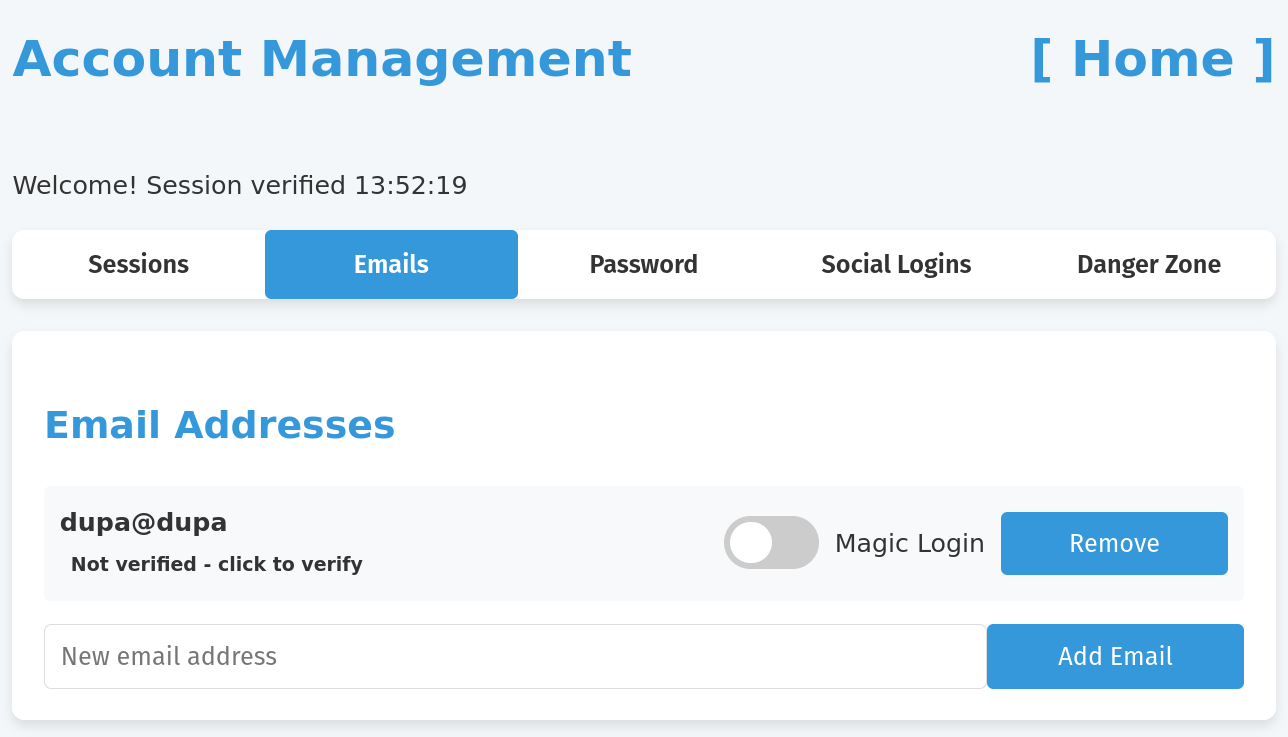 Account Management [ Home ]
Welcome! Session verified 13:52:19
Sessions Emails Password Social Logins Danger Zone
Email Addresses
dupa@dupa
Not verified - click to verify
Magic Login Remove
New email address Add Email